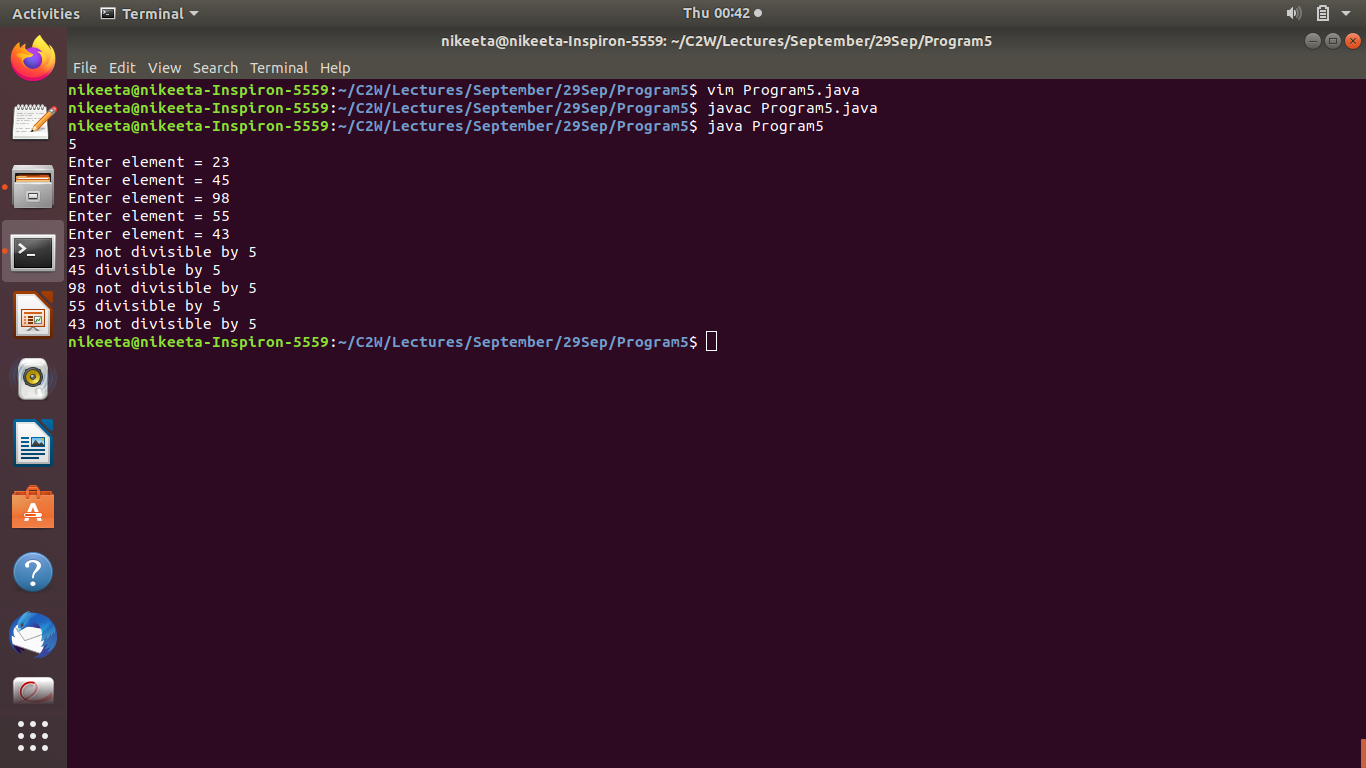 Activities Terminal Thu 00:42
nikeeta@nikeeta-Inspiron-5559: ~/C2W/Lectures/September/29Sep/Program5
File Edit View Search Terminal Help
nikeeta@nikeeta-Inspiron-5559:~/C2W/Lectures/September/29Sep/Program5$ vim Program5.java
nikeeta@nikeeta-Inspiron-5559:~/C2W/Lectures/September/29Sep/Program5$ javac Program5.java
nikeeta@nikeeta-Inspiron-5559:~/C2W/Lectures/September/29Sep/Program5$ java Program5
5
Enter element = 23
Enter element = 45
Enter element = 98
Enter element = 55
Enter element = 43
23 not divisible by 5
45 divisible by 5
98 not divisible by 5
55 divisible by 5
43 not divisible by 5
nikeeta@nikeeta-Inspiron-5559:~/C2W/Lectures/September/29Sep/Program5$